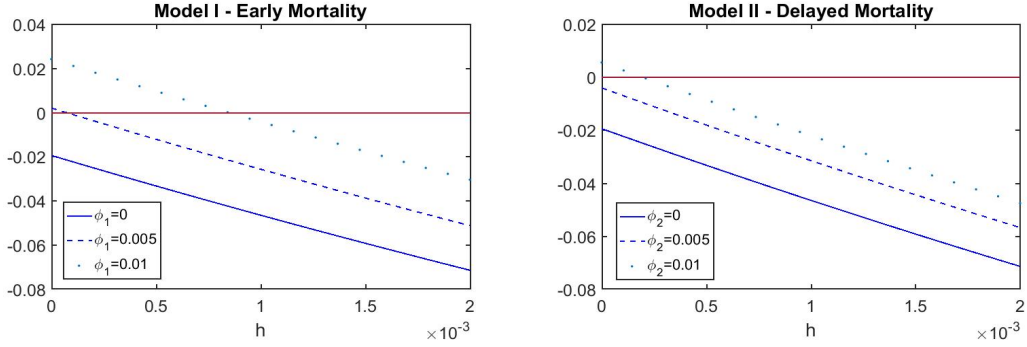 Model I - Early Mortality
0.04
0.02
0
-0.02
-0.04
-0.06
-0.08
ϕ₁=0
ϕ₁=0.005
ϕ₁=0.01
0 0.5 1 1.5 2
h
×10⁻³
Model II - Delayed Mortality
0.02
0
-0.02
-0.04
-0.06
-0.08
ϕ₂=0
ϕ₂=0.005
ϕ₂=0.01
0 0.5 1 1.5 2
h
×10⁻³